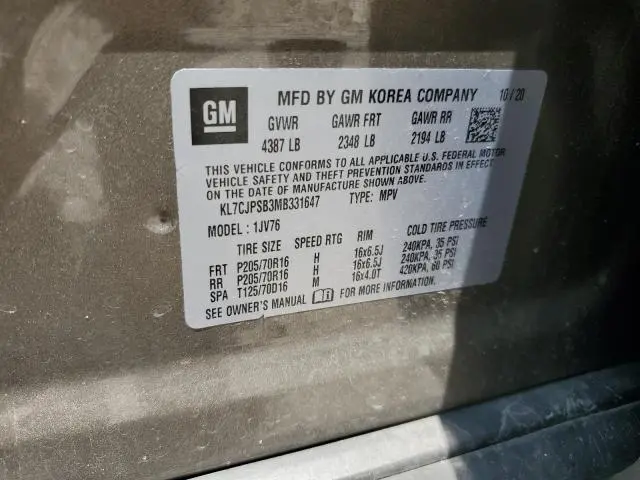 GM
MFD BY GM KOREA COMPANY 10/20
GVWR GAWR FRT GAWR RR
4387 LB 2348 LB 2194 LB
THIS VEHICLE CONFORMS TO ALL APPLICABLE U.S. FEDERAL MOTOR
VEHICLE SAFETY AND THEFT PREVENTION STANDARDS IN EFFECT
ON THE DATE OF MANUFACTURE SHOWN ABOVE.
KL7CJPSB3MB331647 TYPE: MPV
MODEL: 1JV76
TIRE SIZE SPEED RTG RIM COLD TIRE PRESSURE
FRT P205/70R16 H 16x6.5J 240KPA, 35 PSI
RR P205/70R16 H 16x6.5J 240KPA, 35 PSI
SPA T125/70D16 M 16x4.0T 420KPA, 60 PSI
SEE OWNER'S MANUAL FOR MORE INFORMATION.